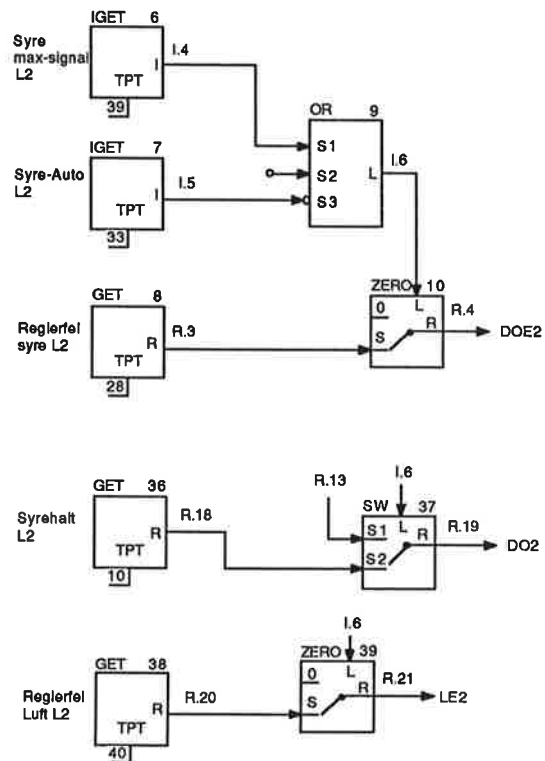 IGET 6
Syre
max-signal
L2
I.4
I
TPT
39
OR 9
IGET 7
S1
Syre-Auto
L2
I.5
S2
L
I.6
I
TPT
S3
33
ZERO 10
GET 8
0
L
R.4
Reglerfel
syre L2
R.3
R
S
R
DOE2
TPT
28
I.6
R.13
GET 36
SW 37
Syrehalt
L2
R.18
R
S1
L
R
R.19
DO2
TPT
S2
10
I.6
ZERO 39
GET 38
0
L
R.21
Reglerfel
Luft L2
R.20
R
S
R
LE2
TPT
40